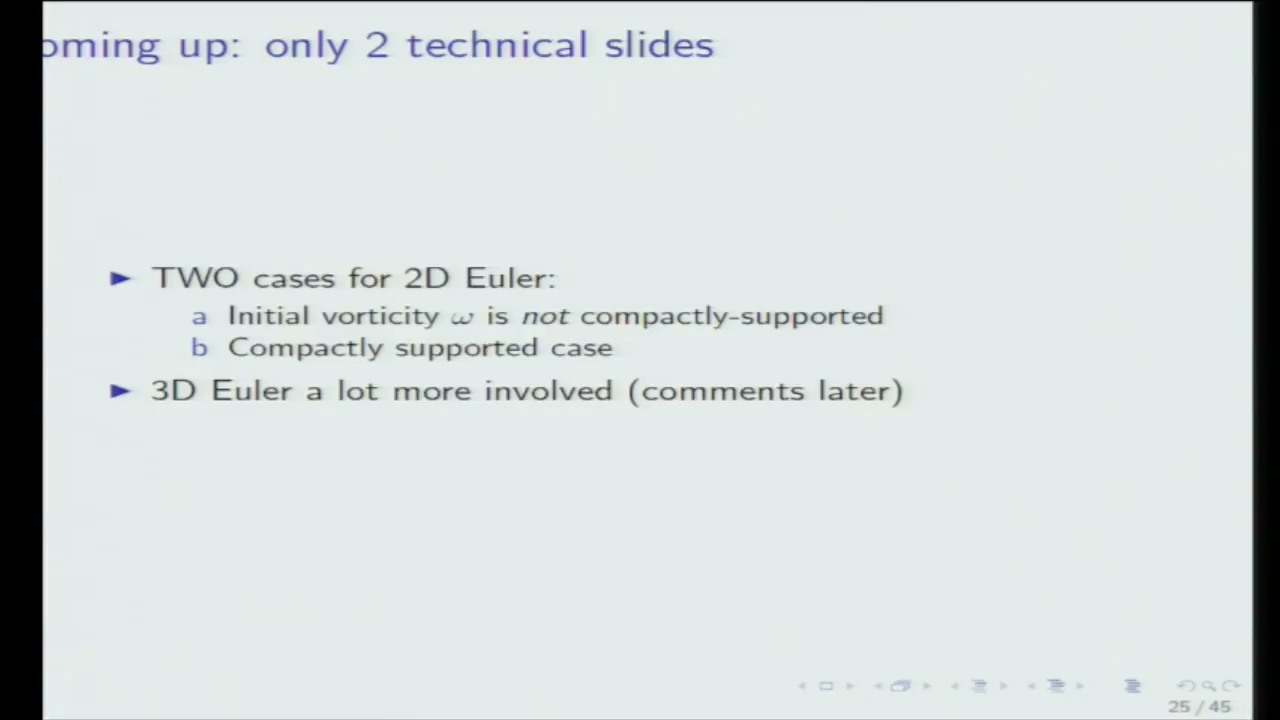 oming up: only 2 technical slides
► TWO cases for 2D Euler:
a Initial vorticity ω is not compactly-supported
b Compactly supported case
► 3D Euler a lot more involved (comments later)
25 / 45